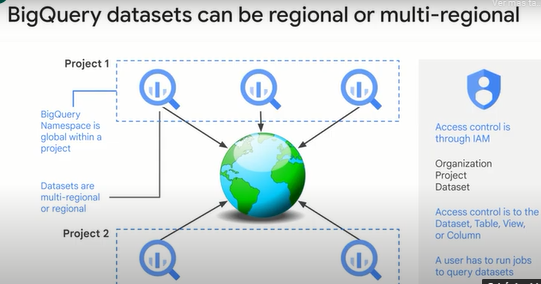 BigQuery datasets can be regional or multi-regional
Project 1
BigQuery
Namespace is
global within a
project
Datasets are
multi-regional
or regional
Project 2
Access control is
through IAM
Organization
Project
Dataset
Access control is to the
Dataset, Table, View,
or Column
A user has to run jobs
to query datasets